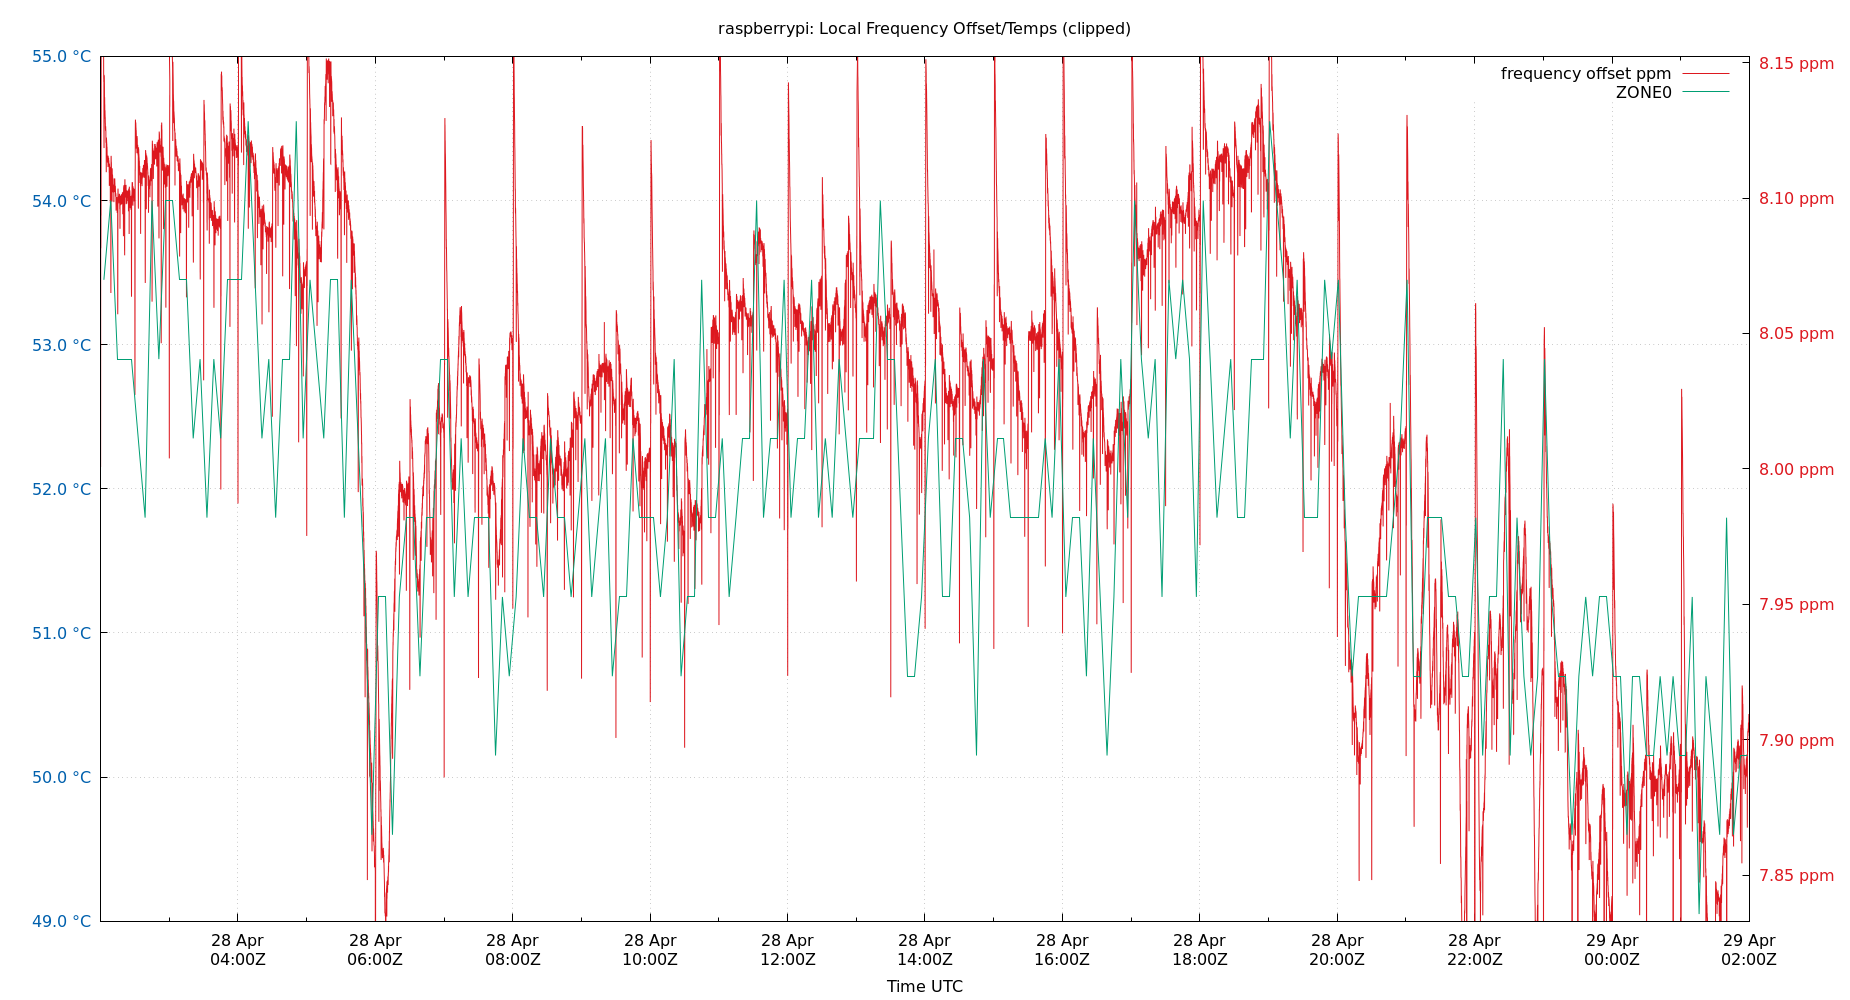 raspberrypi: Local Frequency Offset/Temps (clipped)
frequency offset ppm
ZONE0
55.0 °C
54.0 °C
53.0 °C
52.0 °C
51.0 °C
50.0 °C
49.0 °C
8.15 ppm
8.10 ppm
8.05 ppm
8.00 ppm
7.95 ppm
7.90 ppm
7.85 ppm
28 Apr
04:00Z
28 Apr
06:00Z
28 Apr
08:00Z
28 Apr
10:00Z
28 Apr
12:00Z
28 Apr
14:00Z
28 Apr
16:00Z
28 Apr
18:00Z
28 Apr
20:00Z
28 Apr
22:00Z
29 Apr
00:00Z
29 Apr
02:00Z
Time UTC